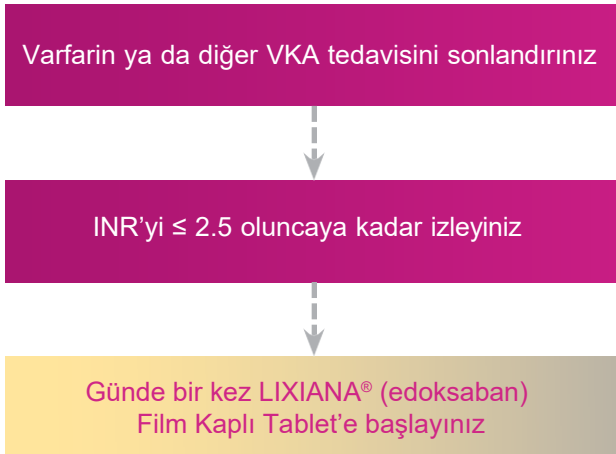 Varfarin ya da diğer VKA tedavisini sonlandırınız
INR’yi ≤ 2.5 oluncaya kadar izleyiniz
Günde bir kez LIXIANA® (edoksaban)
Film Kaplı Tablet’e başlayınız